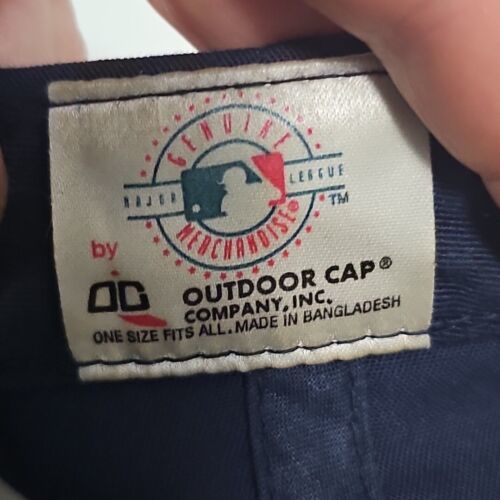 GENUINE
MAJOR LEAGUE
MERCHANDISE®
TM
by
OC OUTDOOR CAP®
COMPANY, INC.
ONE SIZE FITS ALL. MADE IN BANGLADESH